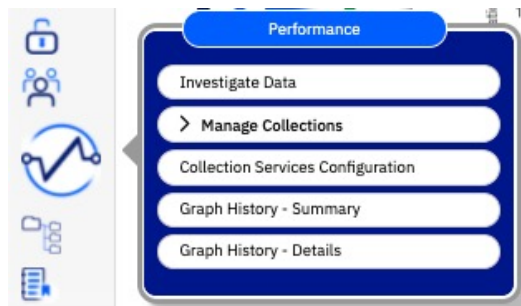 Performance
Investigate Data
Manage Collections
Collection Services Configuration
Graph History - Summary
Graph History - Details